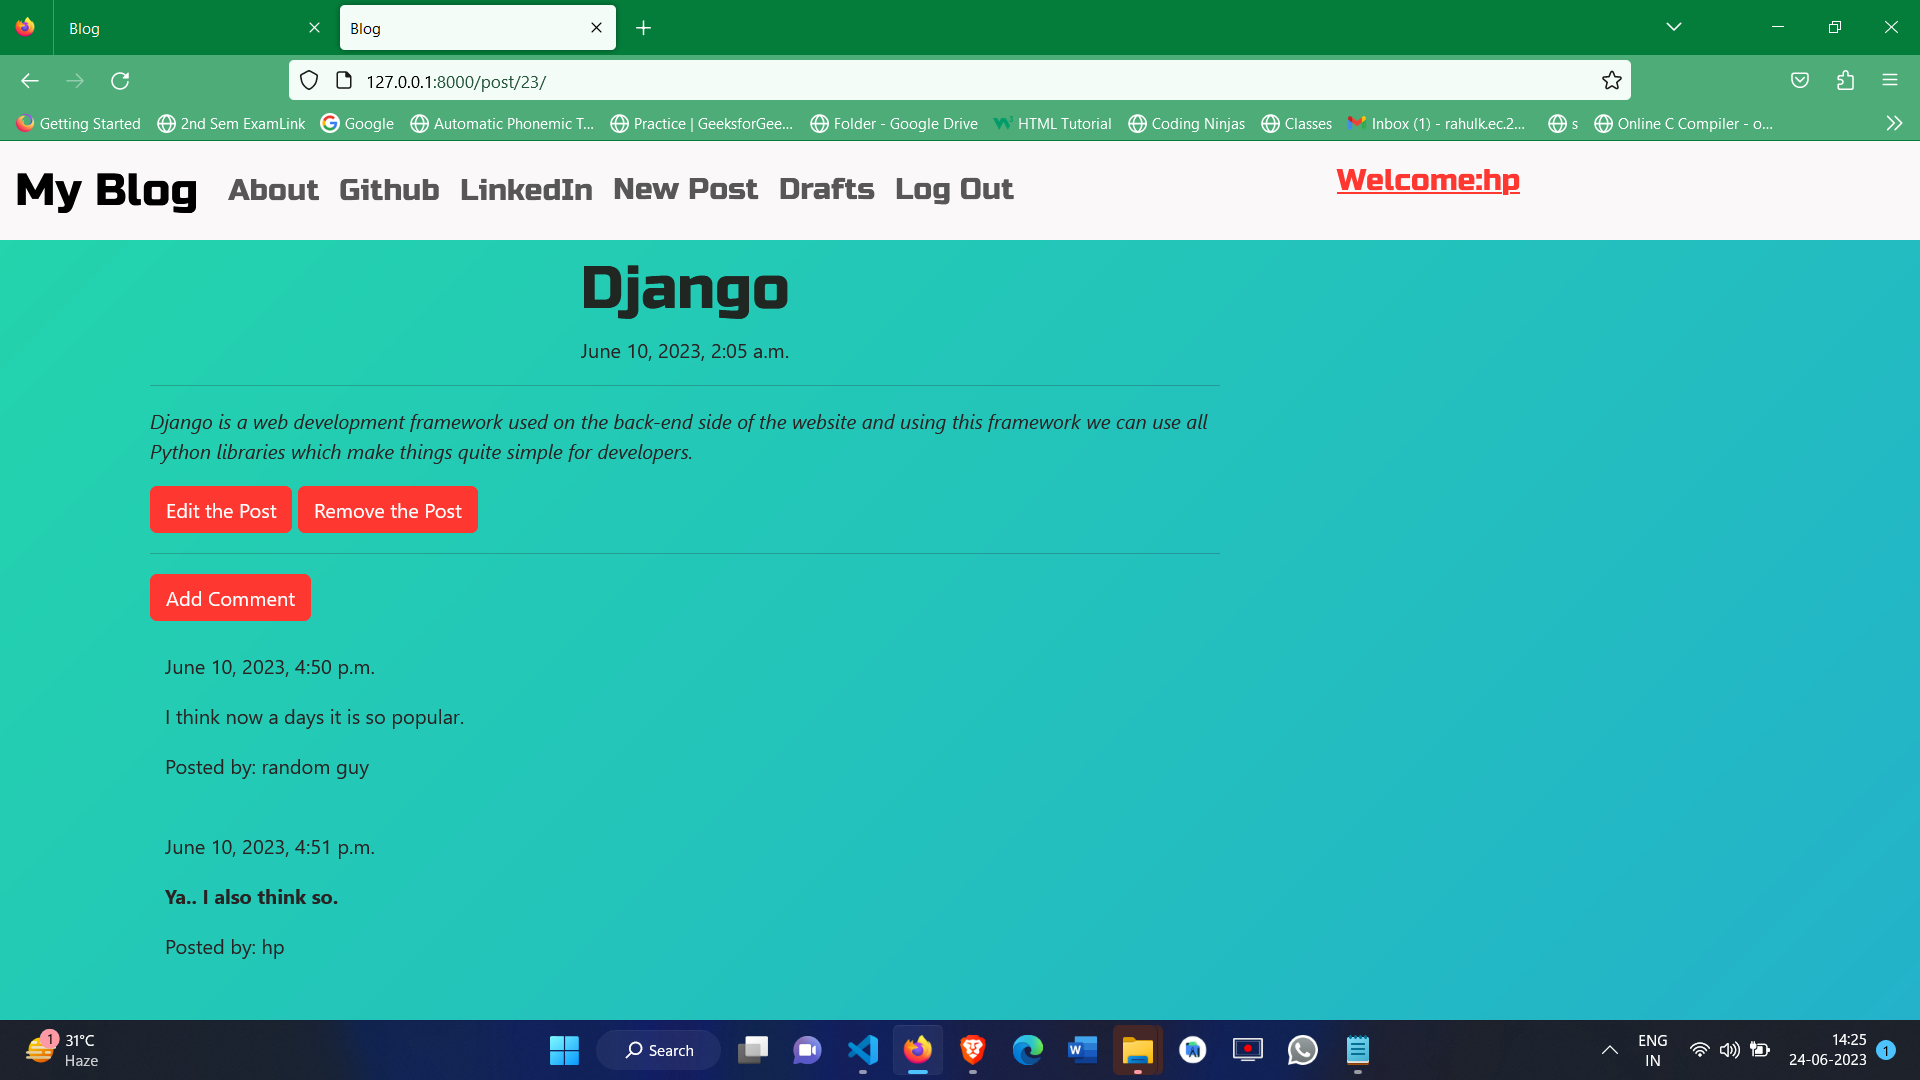 Blog
Blog
127.0.0.1:8000/post/23/
Getting Started 2nd Sem ExamLink Google Automatic Phonemic T... Practice | GeeksforGee... Folder - Google Drive HTML Tutorial Coding Ninjas Classes Inbox (1) - rahulk.ec.2... s Online C Compiler - o...
My Blog About Github LinkedIn New Post Drafts Log Out Welcome:hp
Django
June 10, 2023, 2:05 a.m.
Django is a web development framework used on the back-end side of the website and using this framework we can use all
Python libraries which make things quite simple for developers.
Edit the Post Remove the Post
Add Comment
June 10, 2023, 4:50 p.m.
I think now a days it is so popular.
Posted by: random guy
June 10, 2023, 4:51 p.m.
Ya.. I also think so.
Posted by: hp
1 31°C
Haze
Search
ENG
IN
14:25
24-06-2023
1